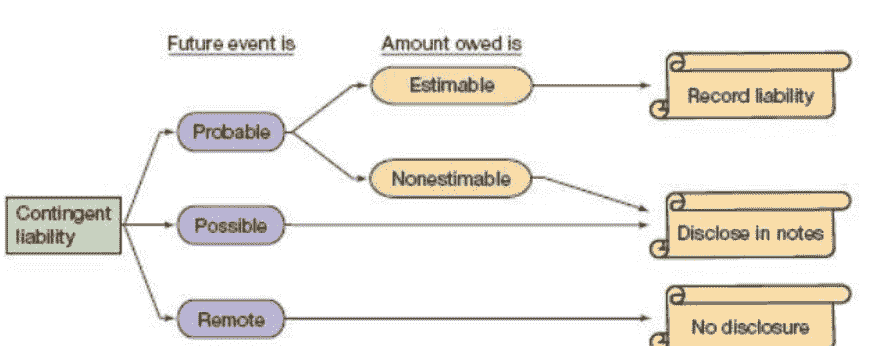 Future event is
Amount owed is
Estimable
Record liability
Probable
Nonestimable
Contingent
liability
Possible
Disclose in notes
Remote
No disclosure